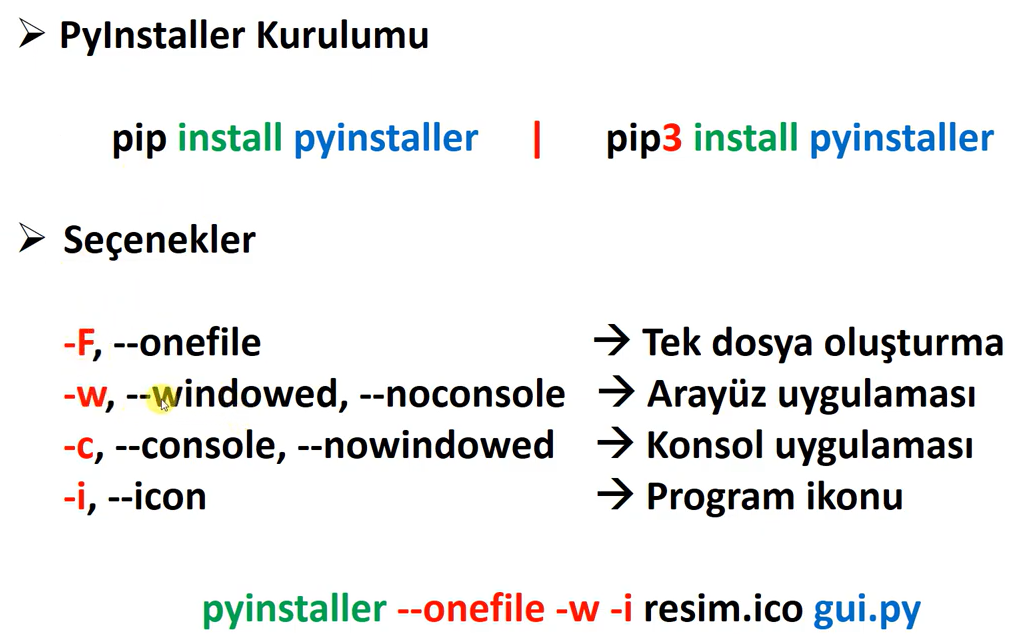 ➢ PyInstaller Kurulumu
pip install pyinstaller | pip3 install pyinstaller
➢ Seçenekler
-F, --onefile → Tek dosya oluşturma
-w, --windowed, --noconsole → Arayüz uygulaması
-c, --console, --nowindowed → Konsol uygulaması
-i, --icon → Program ikonu
pyinstaller --onefile -w -i resim.ico gui.py